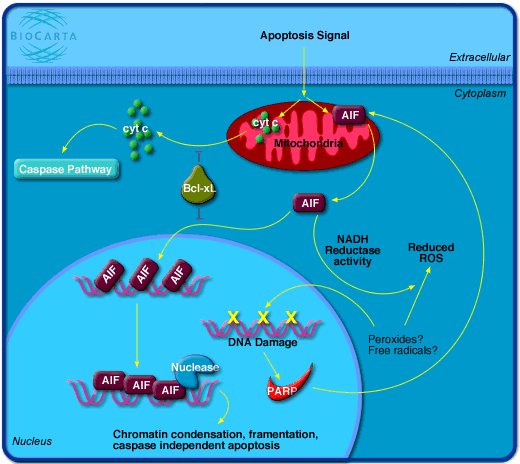 BIOCARTA
Apoptosis Signal
Extracellular
Cytoplasm
AIF
cyt c
cyt c
Mitochondria
Caspase Pathway
Bcl-xL
AIF
NADH
Reductase
activity
Reduced
ROS
AIF AIF AIF
X X X
DNA Damage
Peroxides?
Free radicals?
Nuclease
AIF AIF AIF
PARP
Chromatin condensation, framentation,
caspase independent apoptosis
Nucleus